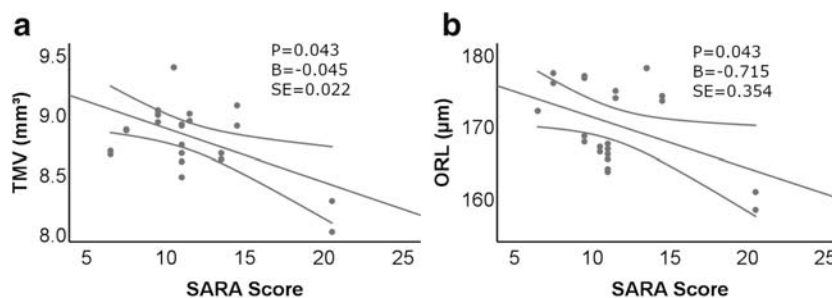 a
TMV (mm³)
9.5
9.0
8.5
8.0
P=0.043
B=-0.045
SE=0.022
5 10 15 20 25
SARA Score
b
ORL (µm)
180
170
160
P=0.043
B=-0.715
SE=0.354
5 10 15 20 25
SARA Score